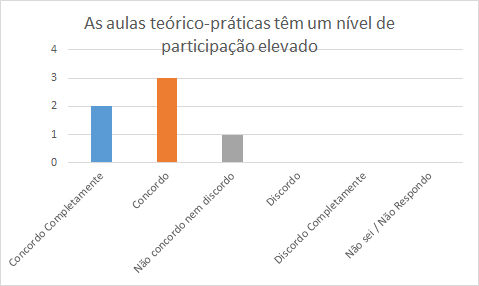 As aulas teórico-práticas têm um nível de
participação elevado
4
3
2
1
0
Concordo Completamente
Concordo
Não concordo nem discordo
Discordo
Discordo Completamente
Não sei / Não Respondo